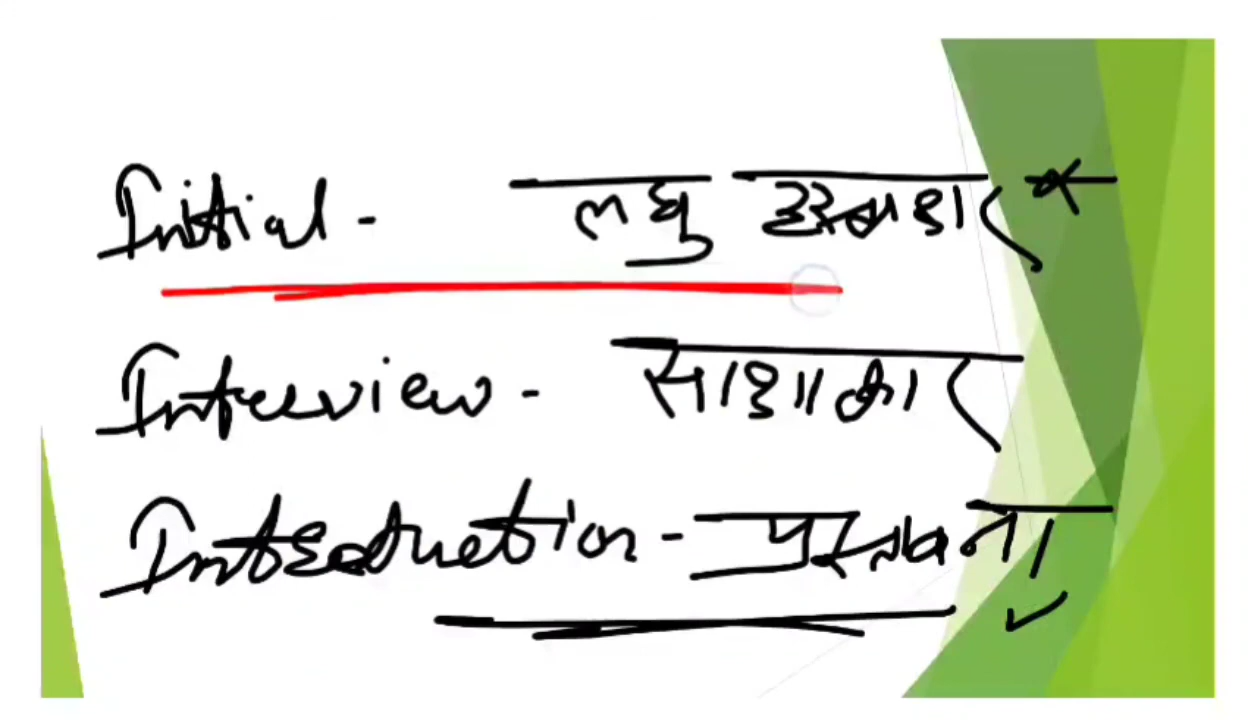 Initial - लघु हस्ताक्षर
Interview - साक्षात्कार
Introduction - प्रस्तावना